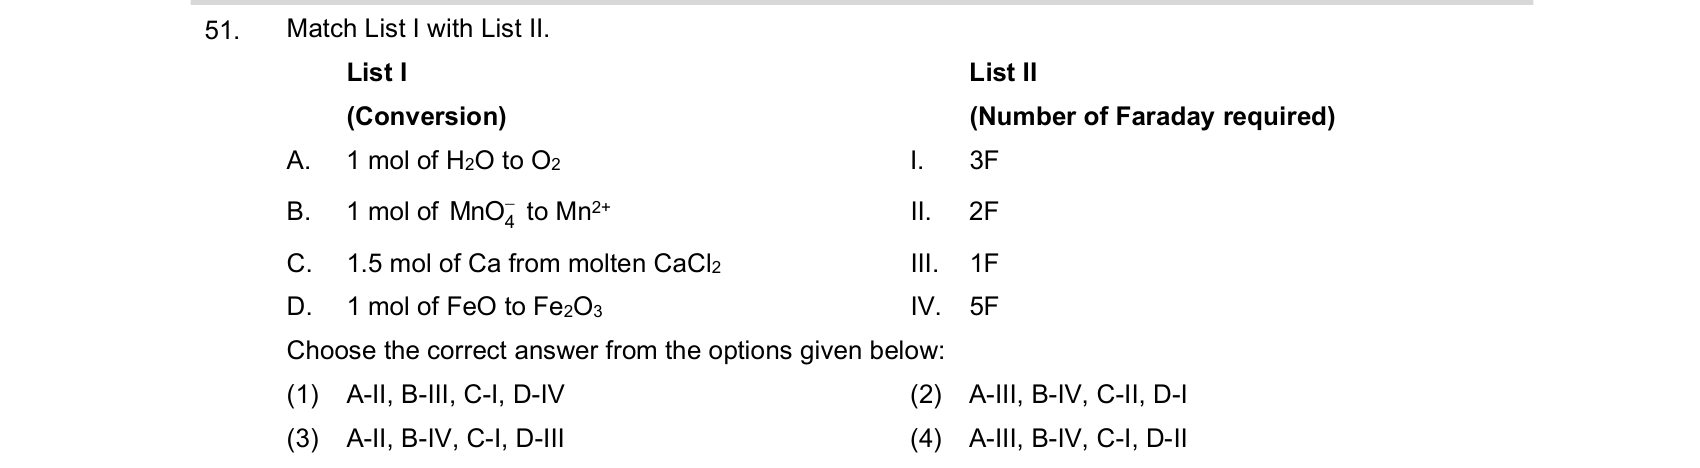 51. Match List I with List II.
List I List II
(Conversion) (Number of Faraday required)
A. 1 mol of H₂O to O₂ I. 3F
B. 1 mol of MnO₄⁻ to Mn²⁺ II. 2F
C. 1.5 mol of Ca from molten CaCl₂ III. 1F
D. 1 mol of FeO to Fe₂O₃ IV. 5F
Choose the correct answer from the options given below:
(1) A-II, B-III, C-I, D-IV (2) A-III, B-IV, C-II, D-I
(3) A-II, B-IV, C-I, D-III (4) A-III, B-IV, C-I, D-II